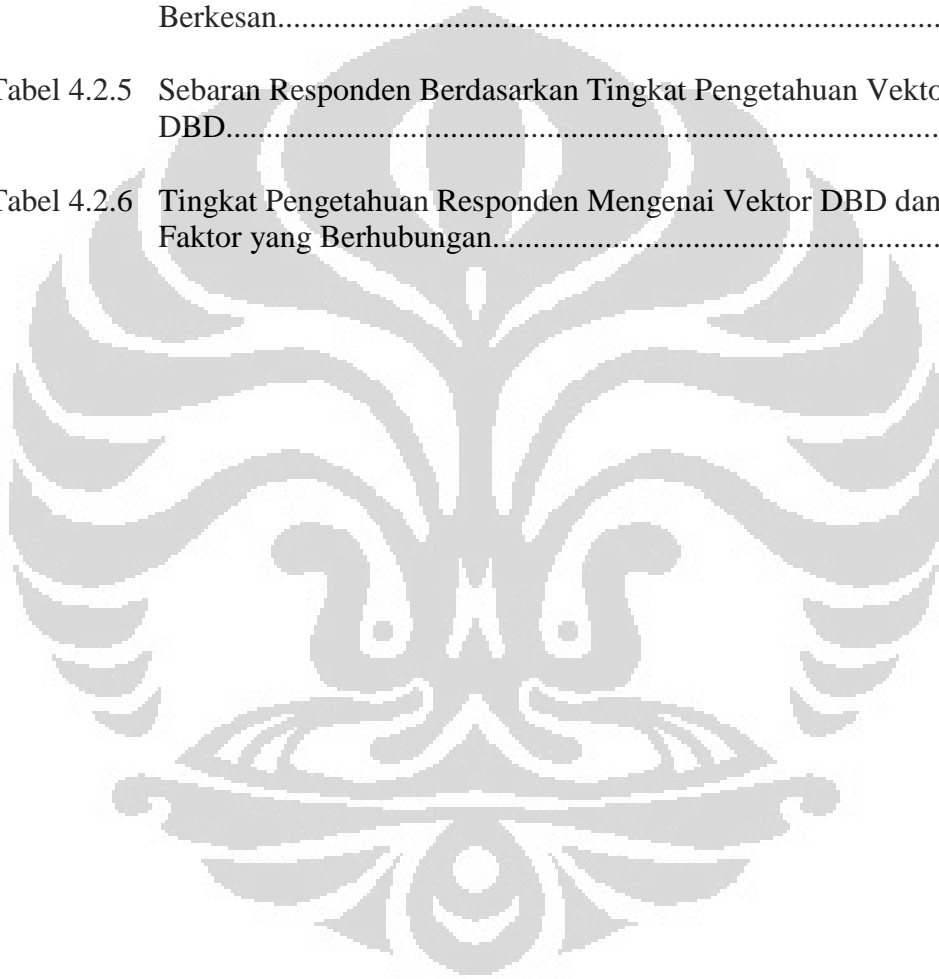 Berkesan..........................................................................................
Tabel 4.2.5 Sebaran Responden Berdasarkan Tingkat Pengetahuan Vekto
DBD.................................................................................................
Tabel 4.2.6 Tingkat Pengetahuan Responden Mengenai Vektor DBD dan
Faktor yang Berhubungan............................................................